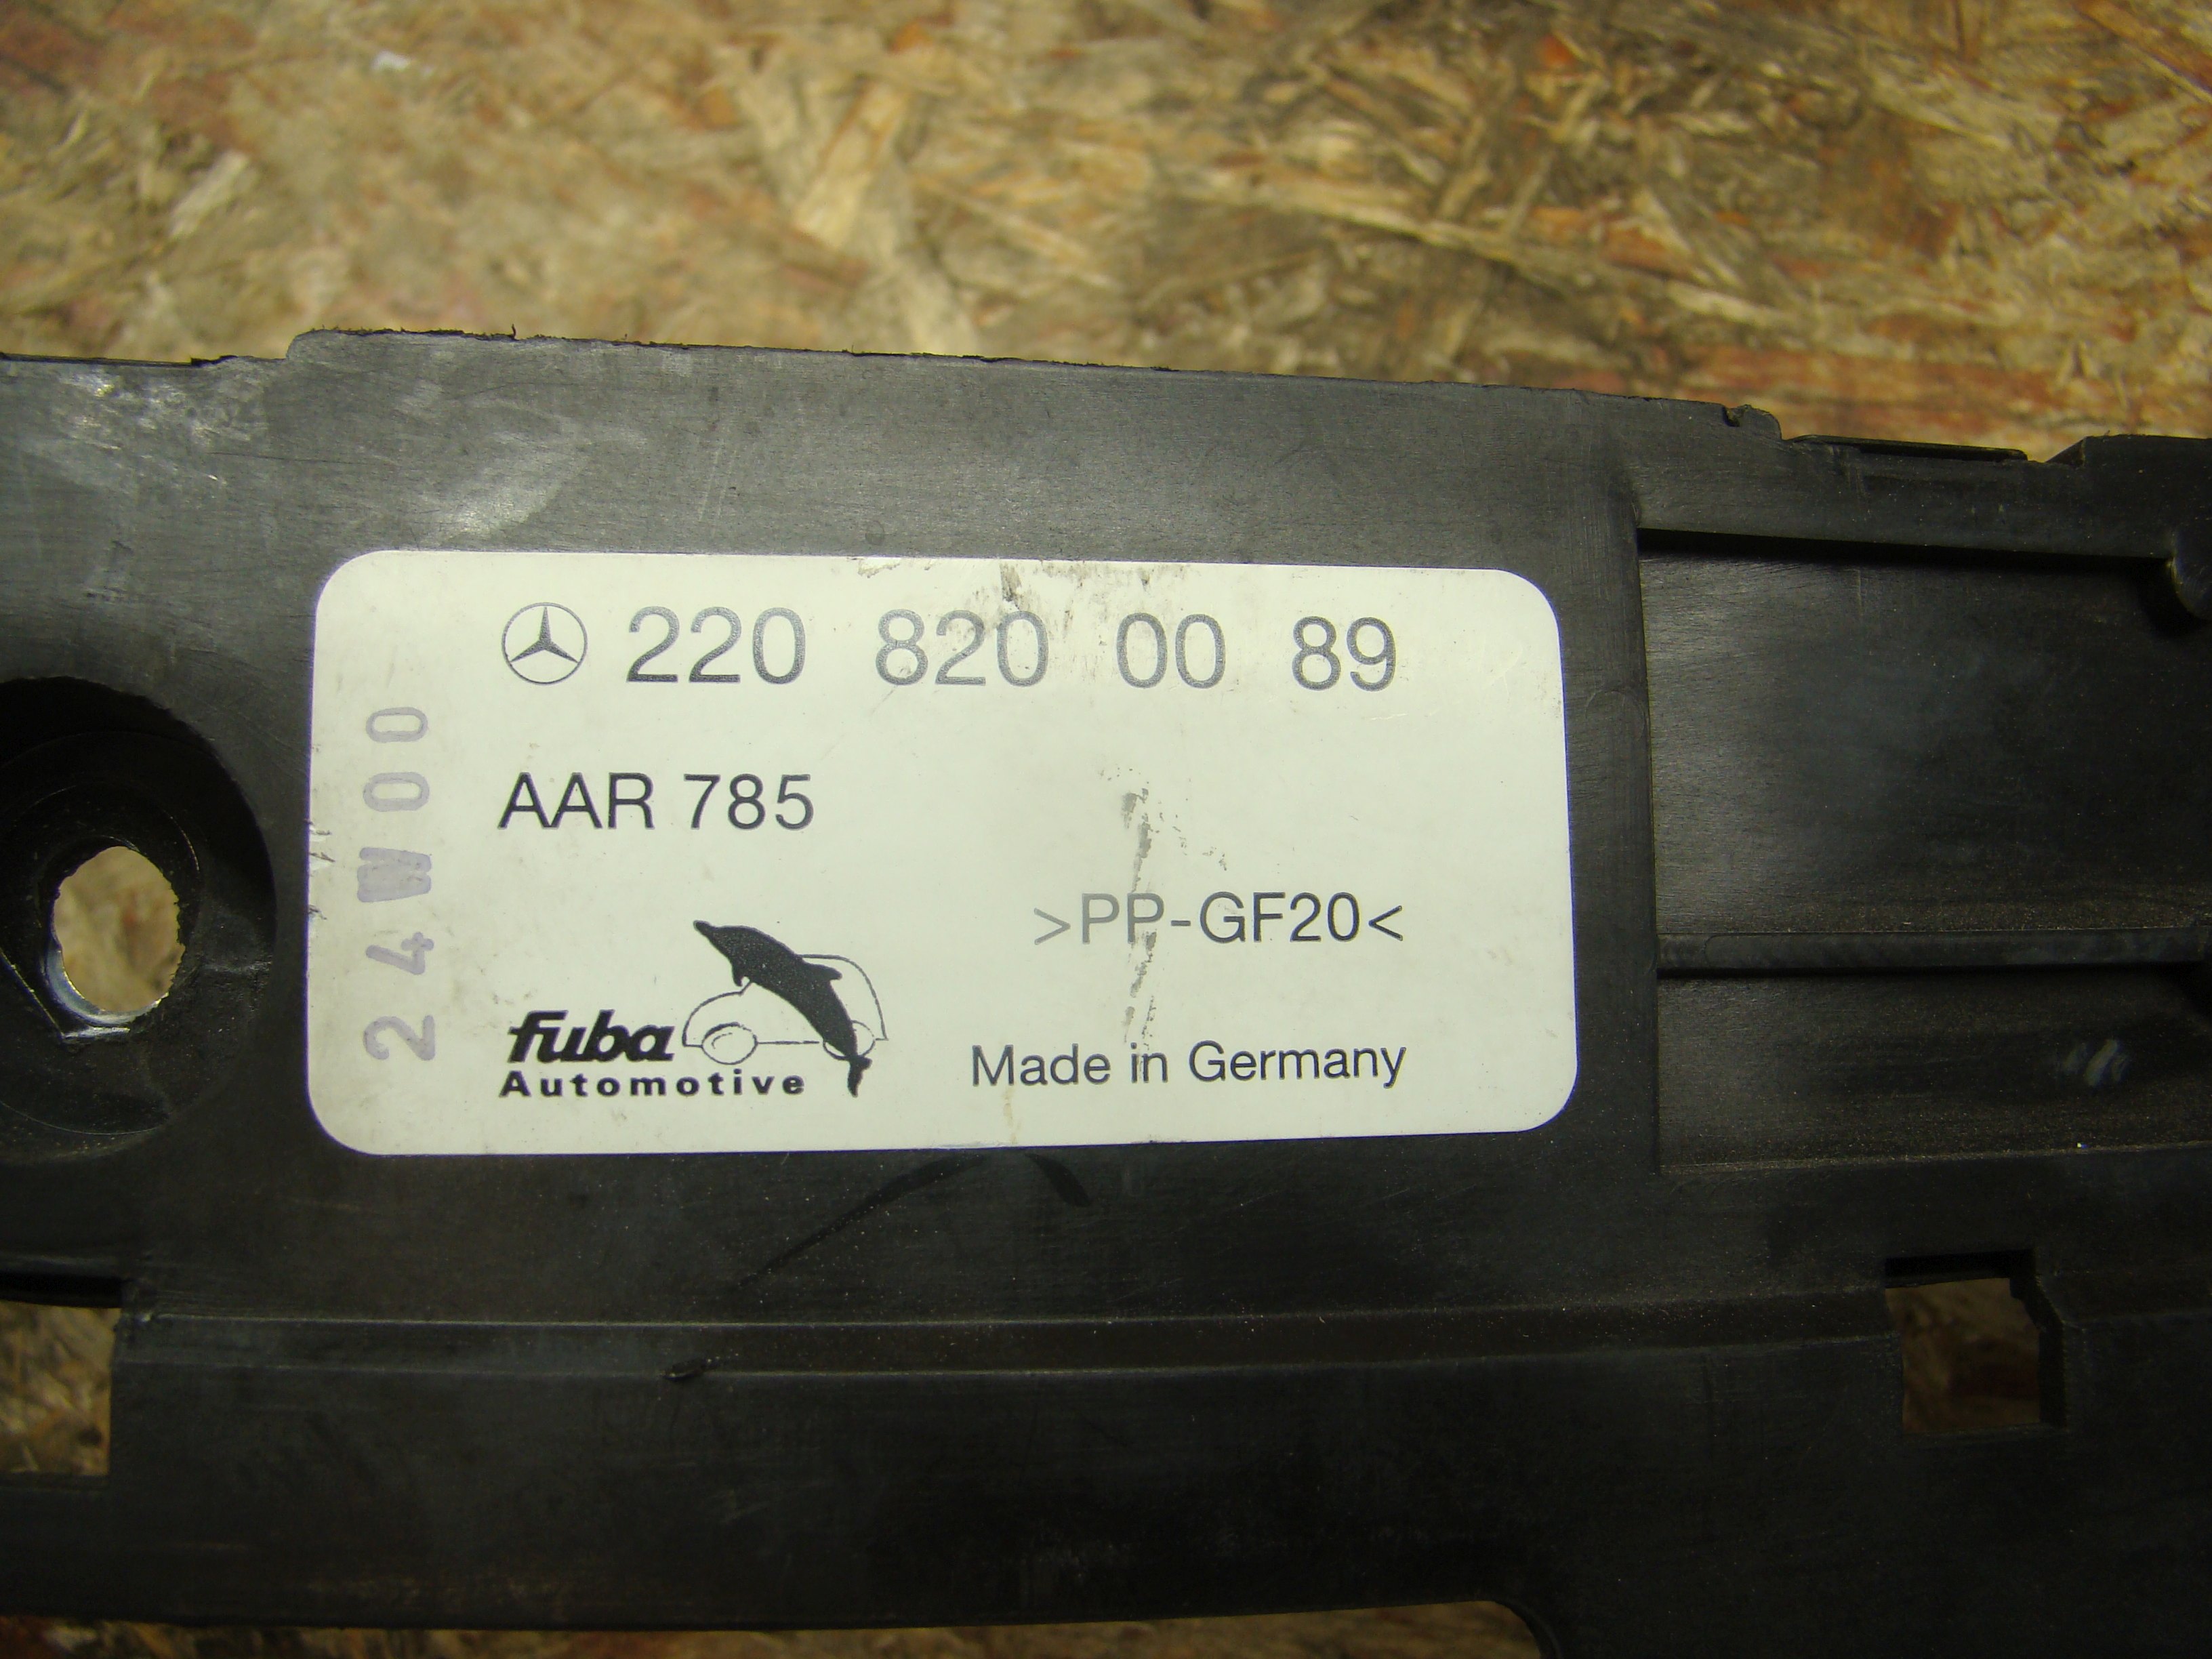 220 820 00 89
AAR 785
>PP-GF20<
fuba
Automotive
Made in Germany
24W00